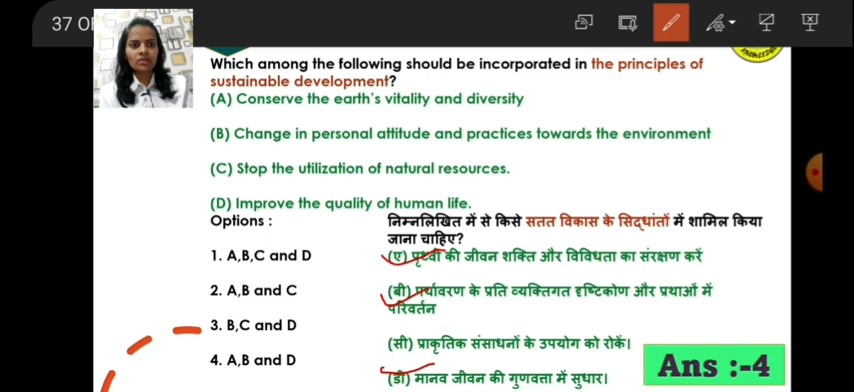 37 OF
KNOWLEDGE
Which among the following should be incorporated in the principles of
sustainable development?
(A) Conserve the earth's vitality and diversity
(B) Change in personal attitude and practices towards the environment
(C) Stop the utilization of natural resources.
(D) Improve the quality of human life.
Options :
1. A,B,C and D
2. A,B and C
3. B,C and D
4. A,B and D
निम्नलिखित में से किसे सतत विकास के सिद्धांतों में शामिल किया
जाना चाहिए?
(ए) पृथ्वी की जीवन शक्ति और विविधता का संरक्षण करें
(बी) पर्यावरण के प्रति व्यक्तिगत दृष्टिकोण और प्रथाओं में
परिवर्तन
(सी) प्राकृतिक संसाधनों के उपयोग को रोकें।
(डी) मानव जीवन की गुणवत्ता में सुधार।
Ans :-4